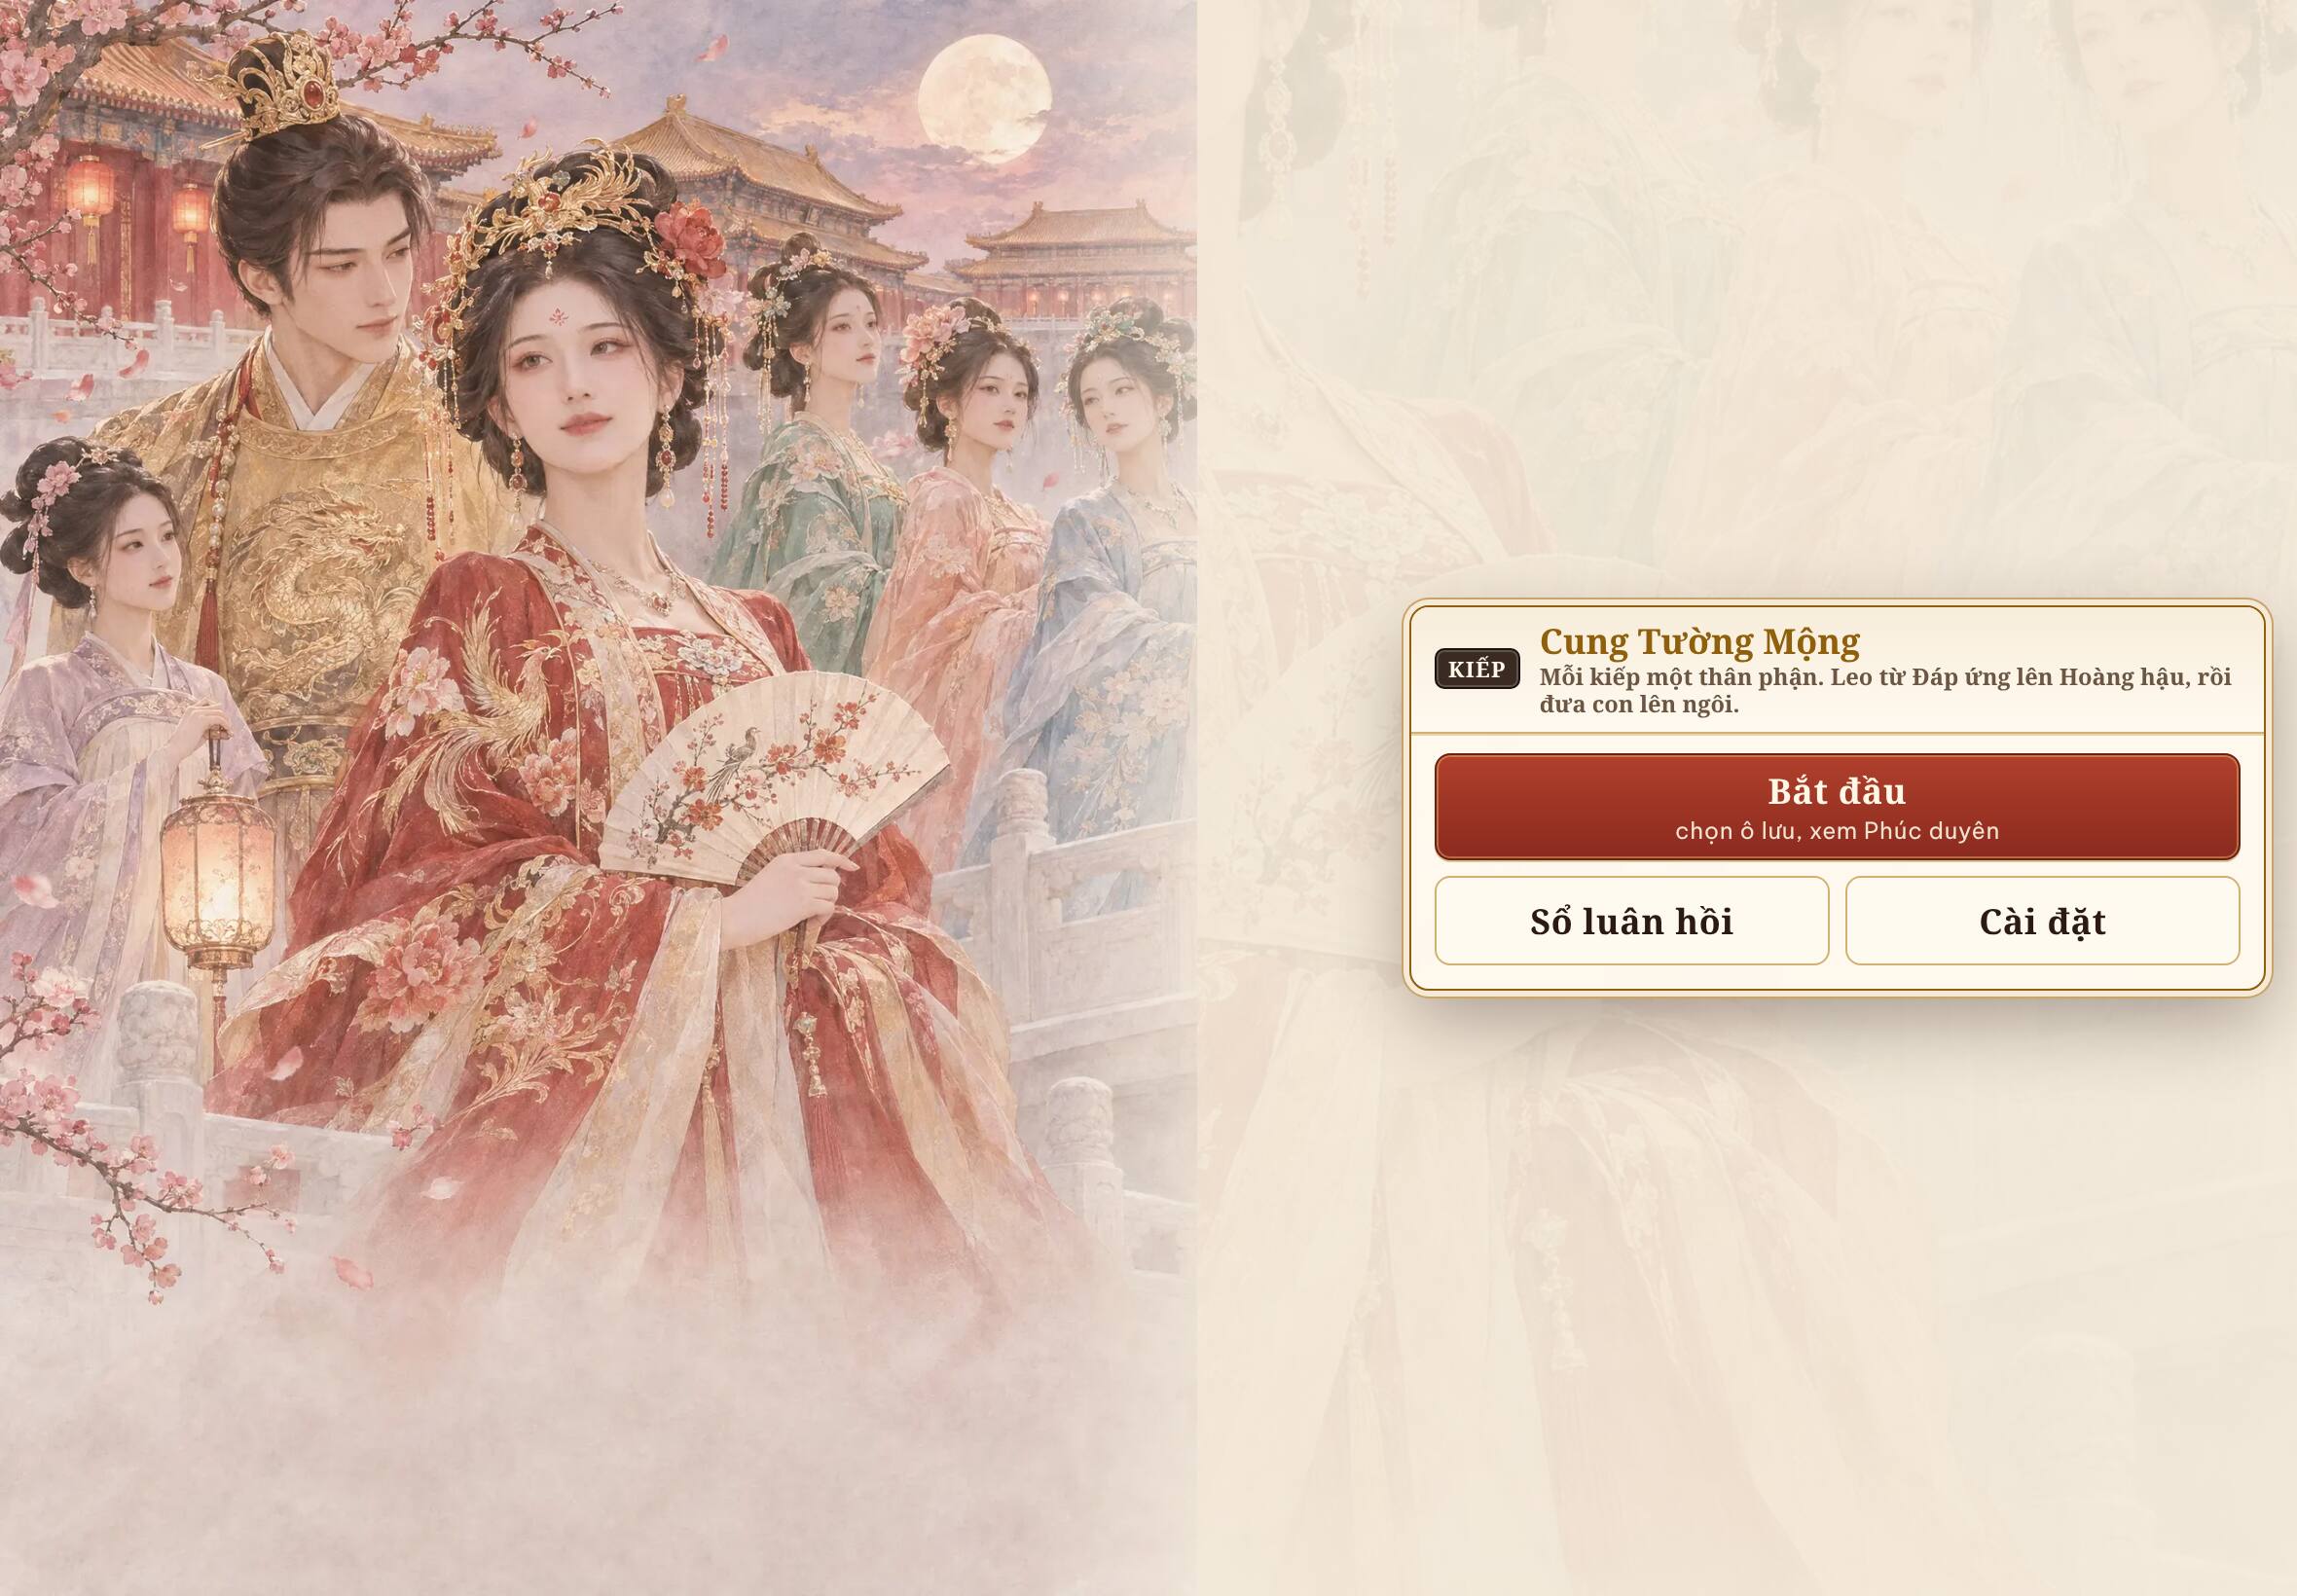 KIẾP
Cung Tường Mộng
Mỗi kiếp một thân phận. Leo từ Đáp ứng lên Hoàng hậu, rồi
đưa con lên ngôi.
Bắt đầu
chọn ô lưu, xem Phúc duyên
Sổ luân hồi
Cài đặt